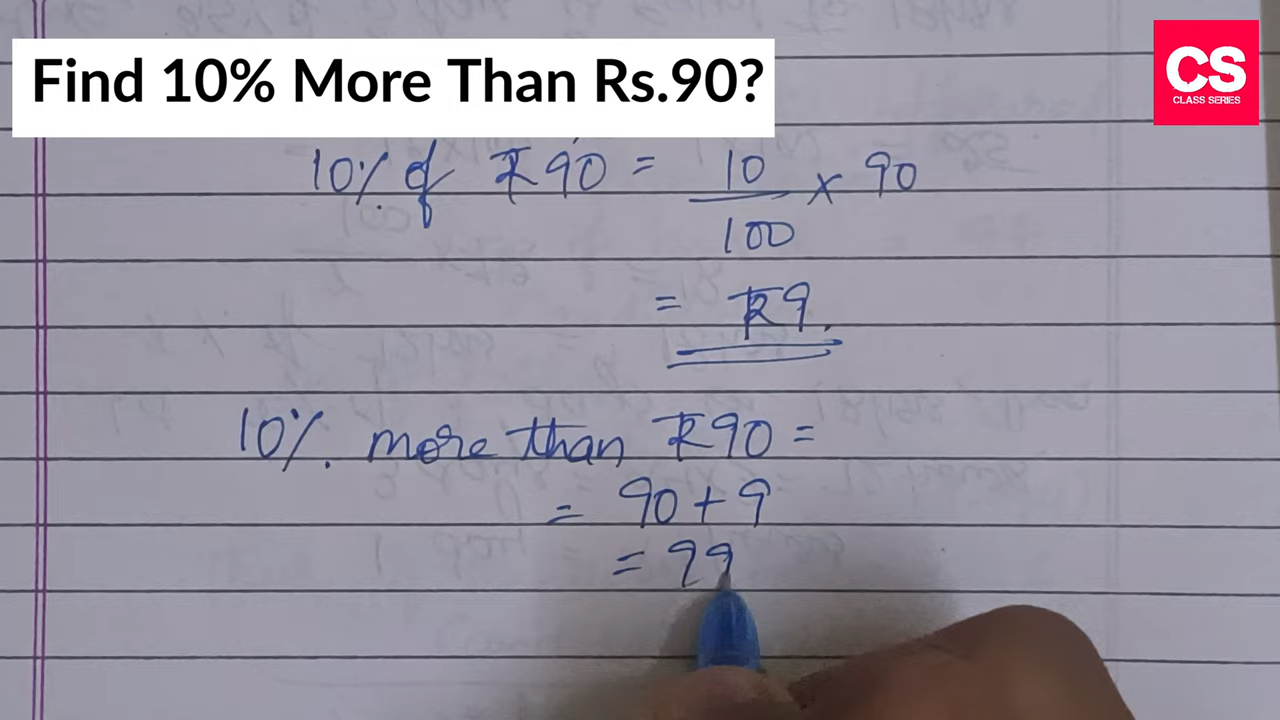 Find 10% More Than Rs.90?
CS
CLASS SERIES
10% of ₹90 = 10/100 × 90
= ₹9.
10% more than ₹90 =
= 90 + 9
= 99